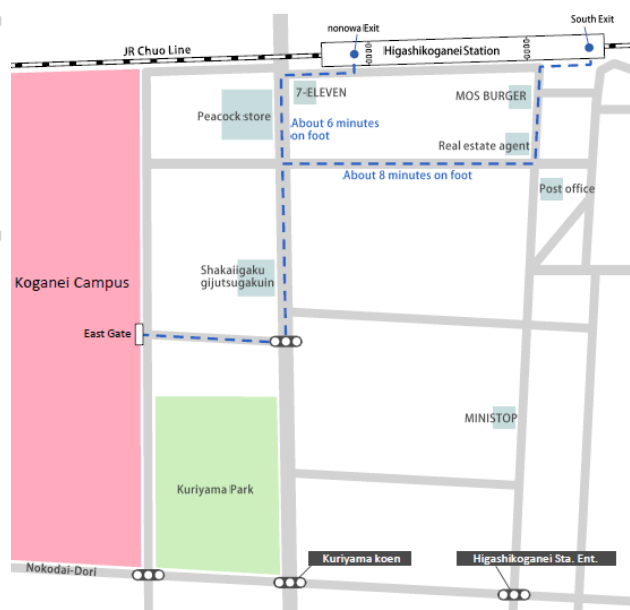 South Exit
nonowa Exit
JR Chuo Line
Higashikoganei Station
7-ELEVEN
MOS BURGER
Peacock store
About 6 minutes
on foot
Real estate agent
About 8 minutes on foot
Post office
Shakaiigaku
gijutsugakuin
Koganei Campus
East Gate
MINISTOP
Kuriyama Park
Kuriyama koen
Higashikoganei Sta. Ent.
Nokodai-Dori